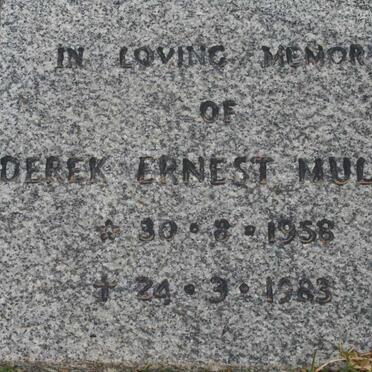 IN LOVING MEMOR
OF
DEREK ERNEST MUL
☆ 30·8·1958
† 24·3·1983